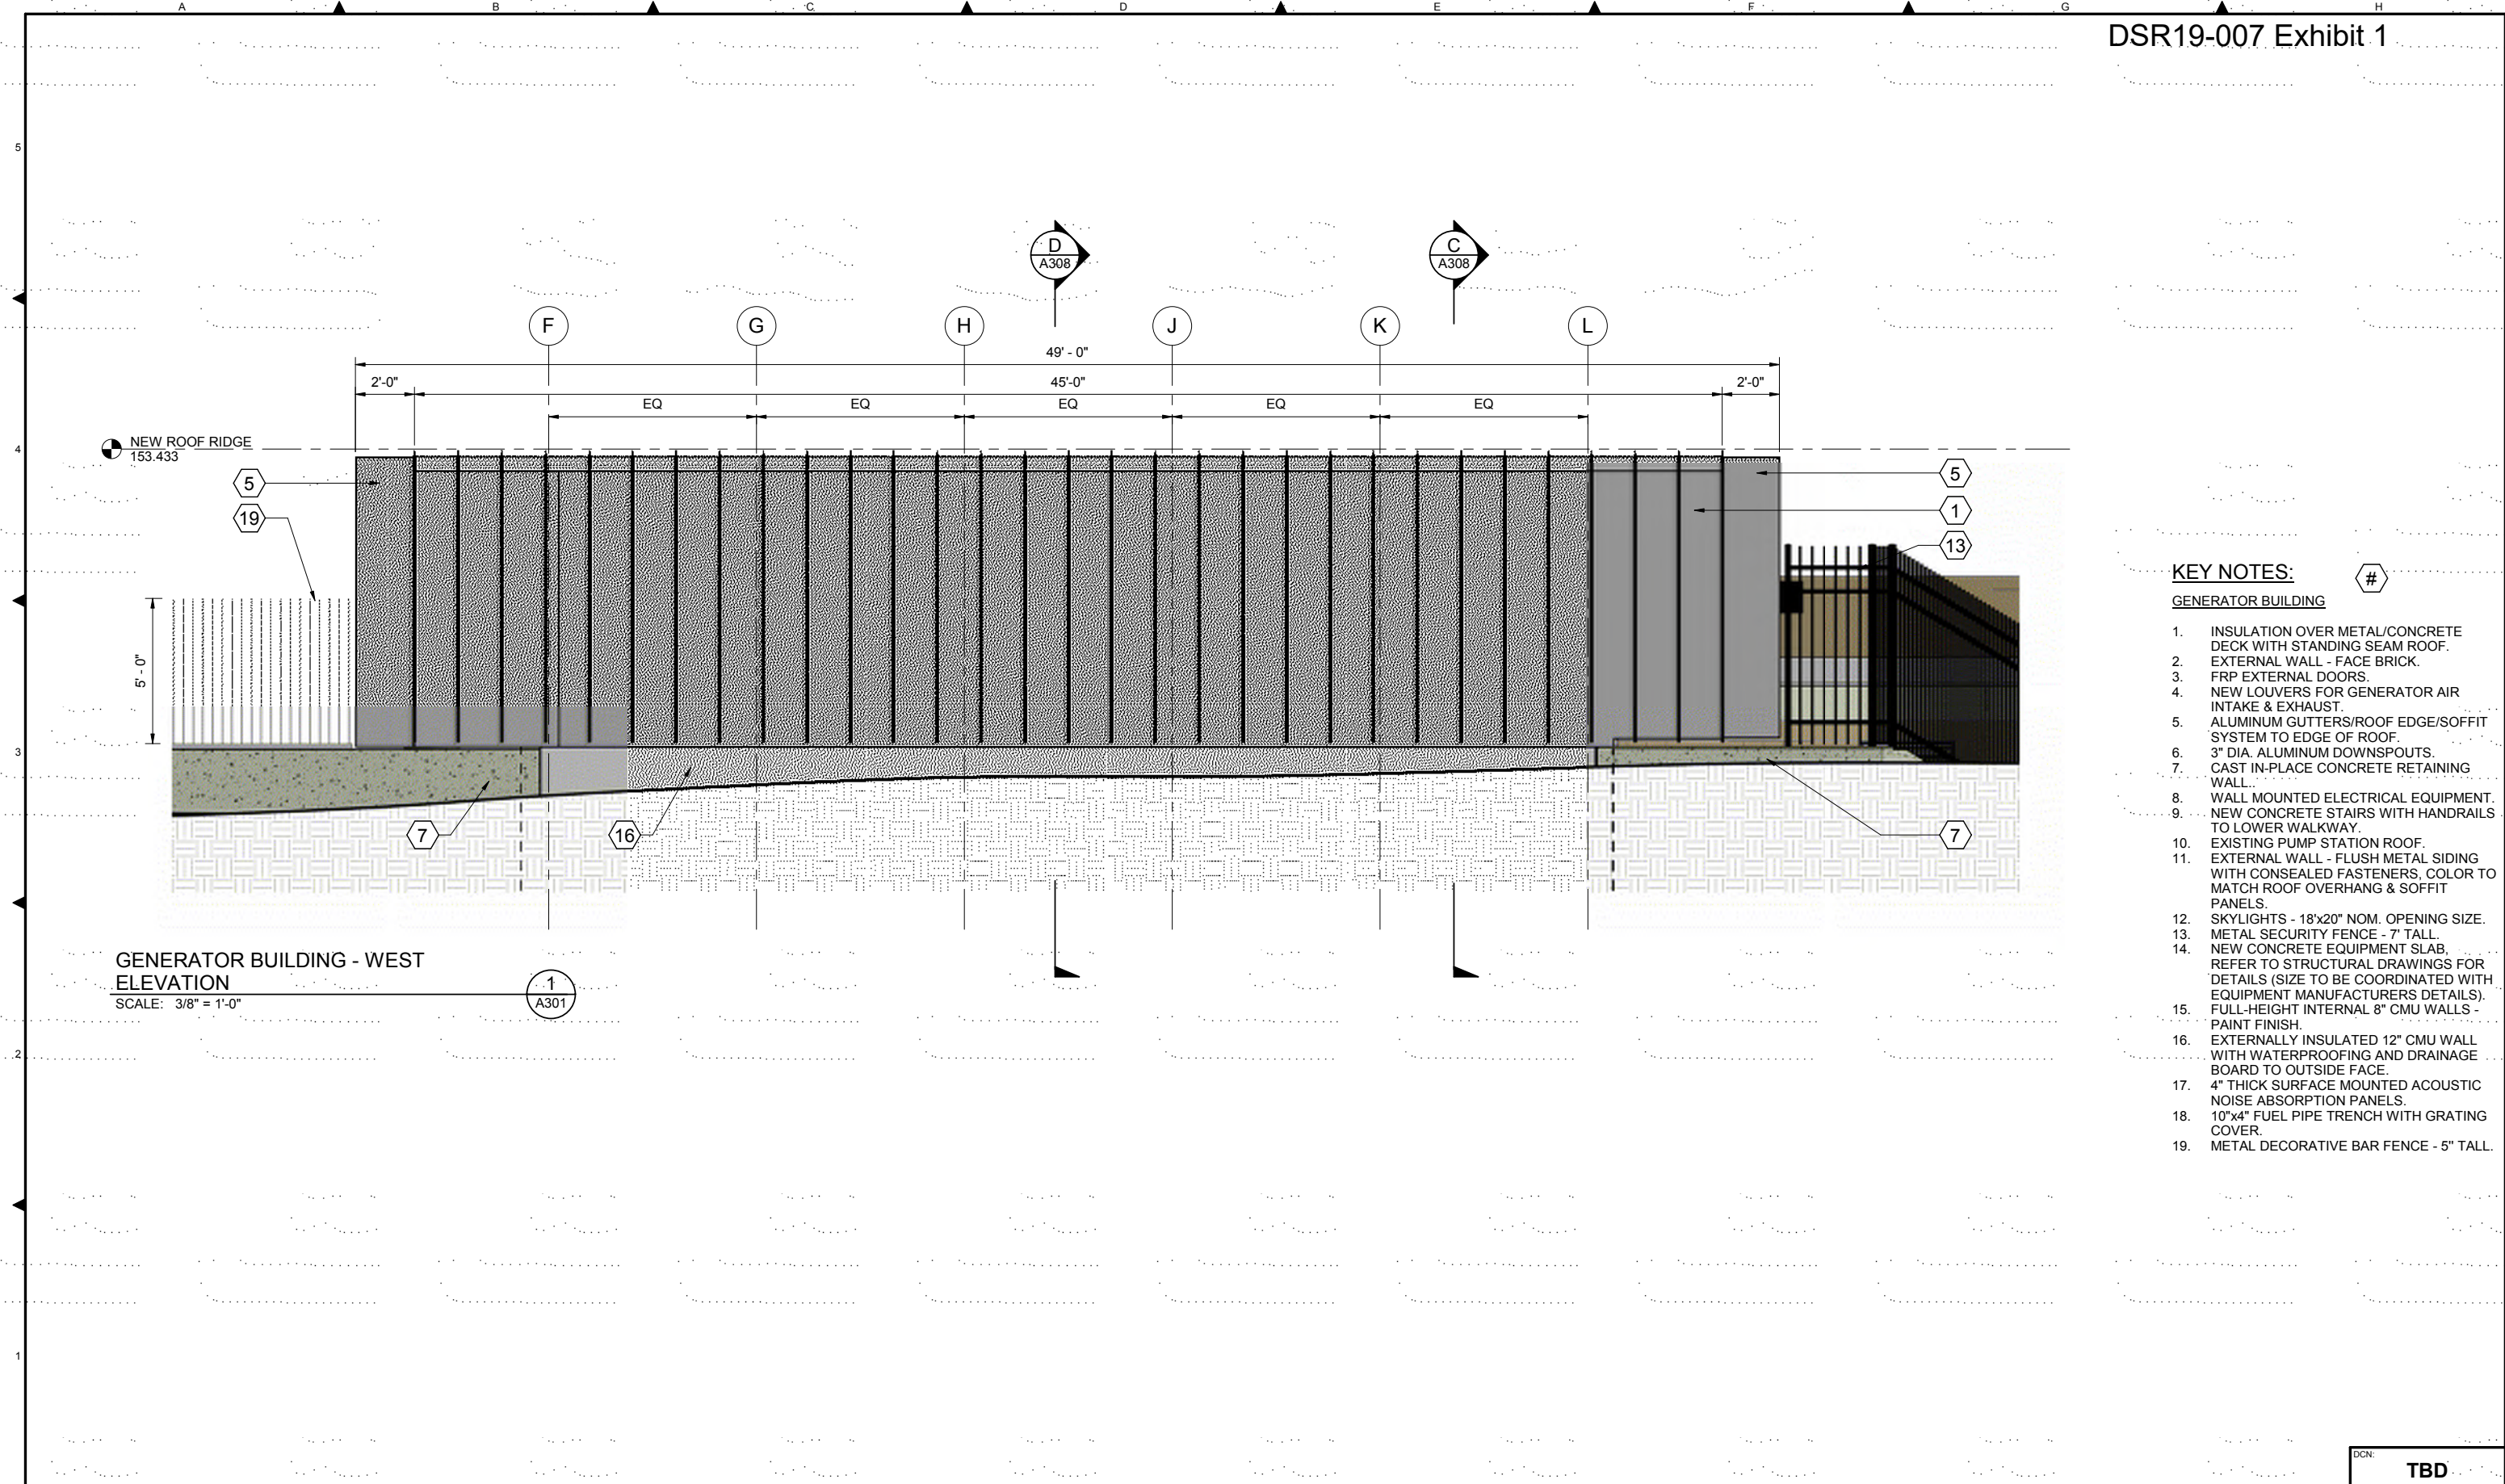 A B C D E F G H
DSR19-007 Exhibit 1
5
D
A308
C
A308
F G H J K L
49' - 0"
2'-0" 45'-0" 2'-0"
EQ EQ EQ EQ EQ
4
NEW ROOF RIDGE
153.433
5
19
5
1
13
5' - 0"
3
7
16
7
GENERATOR BUILDING - WEST
ELEVATION
SCALE: 3/8" = 1'-0"
1
A301
KEY NOTES:
#
GENERATOR BUILDING
1. INSULATION OVER METAL/CONCRETE
DECK WITH STANDING SEAM ROOF.
2. EXTERNAL WALL - FACE BRICK.
3. FRP EXTERNAL DOORS.
4. NEW LOUVERS FOR GENERATOR AIR
INTAKE & EXHAUST.
5. ALUMINUM GUTTERS/ROOF EDGE/SOFFIT
SYSTEM TO EDGE OF ROOF.
6. 3" DIA. ALUMINUM DOWNSPOUTS.
7. CAST IN-PLACE CONCRETE RETAINING
WALL..
8. WALL MOUNTED ELECTRICAL EQUIPMENT.
9. NEW CONCRETE STAIRS WITH HANDRAILS
TO LOWER WALKWAY.
10. EXISTING PUMP STATION ROOF.
11. EXTERNAL WALL - FLUSH METAL SIDING
WITH CONSEALED FASTENERS, COLOR TO
MATCH ROOF OVERHANG & SOFFIT
PANELS.
12. SKYLIGHTS - 18'x20" NOM. OPENING SIZE.
13. METAL SECURITY FENCE - 7' TALL.
14. NEW CONCRETE EQUIPMENT SLAB,
REFER TO STRUCTURAL DRAWINGS FOR
DETAILS (SIZE TO BE COORDINATED WITH
EQUIPMENT MANUFACTURERS DETAILS).
15. FULL-HEIGHT INTERNAL 8" CMU WALLS -
PAINT FINISH.
16. EXTERNALLY INSULATED 12" CMU WALL
WITH WATERPROOFING AND DRAINAGE
BOARD TO OUTSIDE FACE.
17. 4" THICK SURFACE MOUNTED ACOUSTIC
NOISE ABSORPTION PANELS.
18. 10"x4" FUEL PIPE TRENCH WITH GRATING
COVER.
19. METAL DECORATIVE BAR FENCE - 5" TALL.
2
1
DCN:
TBD